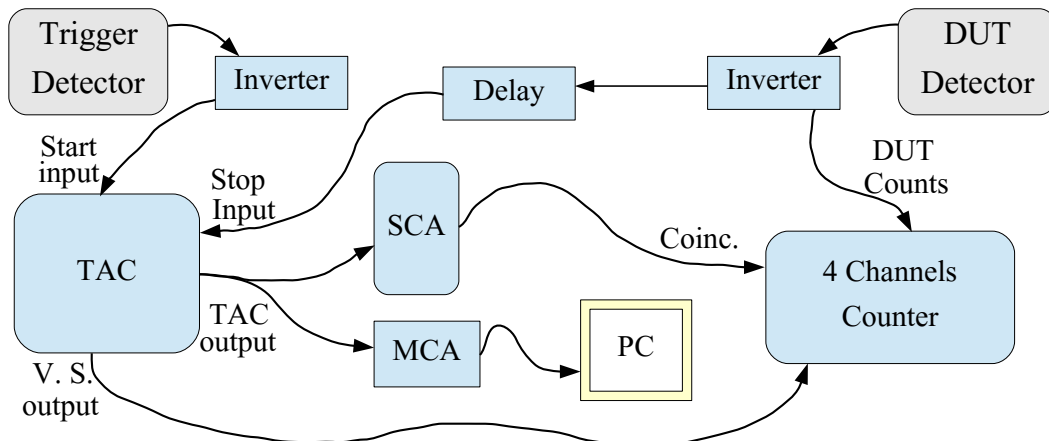 Trigger
Detector
Inverter
Delay
Inverter
DUT
Detector
Start
input
Stop
Input
DUT
Counts
TAC
SCA
Coinc.
4 Channels
Counter
TAC
output
MCA
PC
V. S.
output